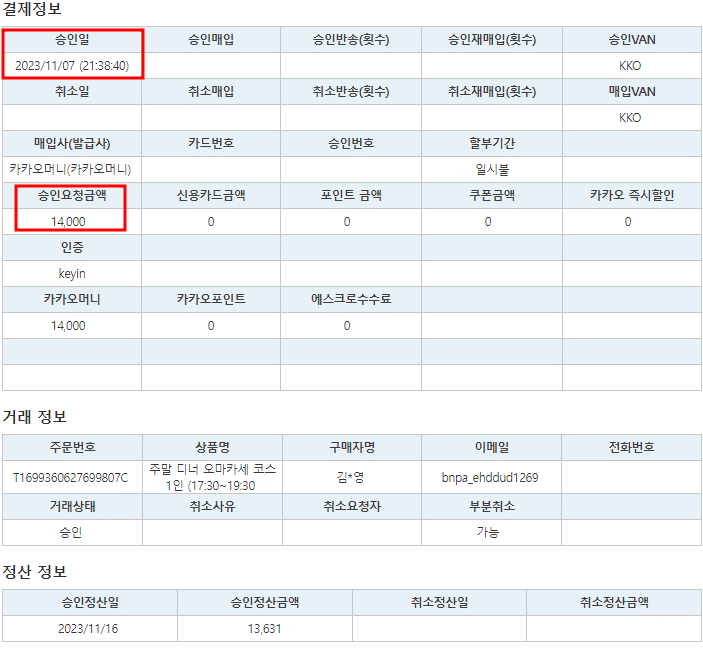 결제정보
승인일 승인매입 승인반송(횟수) 승인재매입(횟수) 승인VAN
2023/11/07 (21:38:40) KKO
취소일 취소매입 취소반송(횟수) 취소재매입(횟수) 매입VAN
KKO
매입사(발급사) 카드번호 승인번호 할부기간
카카오머니(카카오머니) 일시불
승인요청금액 신용카드금액 포인트 금액 쿠폰금액 카카오 즉시할인
14,000 0 0 0 0
인증
keyin
카카오머니 카카오포인트 에스크로수수료
14,000 0 0
거래 정보
주문번호 상품명 구매자명 이메일 전화번호
T1699360627699807C 주말 디너 오마카세 코스 김*영 bnpa_ehddud1269
1인 (17:30~19:30
거래상태 취소사유 취소요청자 부분취소
승인 가능
정산 정보
승인정산일 승인정산금액 취소정산일 취소정산금액
2023/11/16 13,631